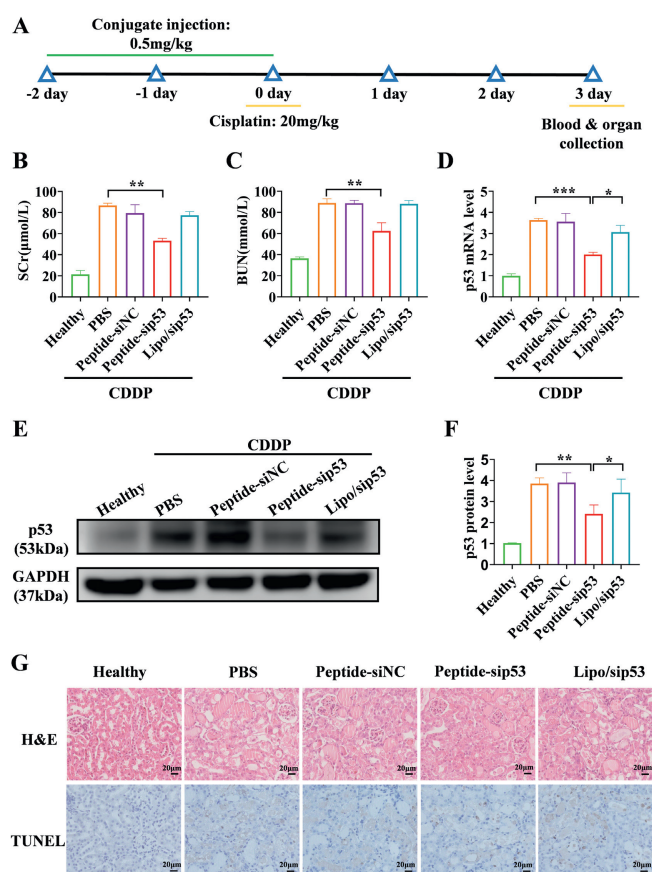 A
Conjugate injection:
0.5mg/kg
-2 day
-1 day
0 day
1 day
2 day
3 day
Cisplatin: 20mg/kg
Blood & organ
collection
B
SCr(μmol/L)
100
80
60
40
20
0
**
Healthy
PBS
Peptide-siNC
Peptide-sip53
Lipo/sip53
CDDP
C
BUN(mmol/L)
100
80
60
40
20
0
**
Healthy
PBS
Peptide-siNC
Peptide-sip53
Lipo/sip53
CDDP
D
p53 mRNA level
5
4
3
2
1
0
***
*
Healthy
PBS
Peptide-siNC
Peptide-sip53
Lipo/sip53
CDDP
E
CDDP
Healthy
PBS
Peptide-siNC
Peptide-sip53
Lipo/sip53
p53
(53kDa)
GAPDH
(37kDa)
F
p53 protein level
5
4
3
2
1
0
**
*
Healthy
PBS
Peptide-siNC
Peptide-sip53
Lipo/sip53
G
Healthy
PBS
Peptide-siNC
Peptide-sip53
Lipo/sip53
H&E
20μm
20μm
20μm
20μm
20μm
TUNEL
20μm
20μm
20μm
20μm
20μm